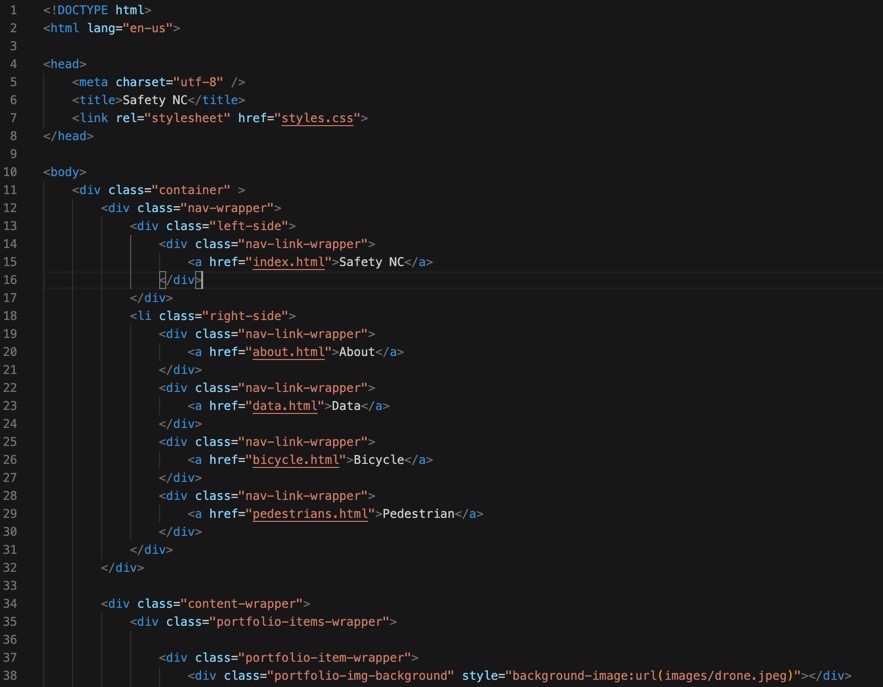 1 <!DOCTYPE html>
2 <html lang="en-us">
3
4 <head>
5     <meta charset="utf-8" />
6     <title>Safety NC</title>
7     <link rel="stylesheet" href="styles.css">
8 </head>
9
10 <body>
11     <div class="container" >
12         <div class="nav-wrapper">
13             <div class="left-side">
14                 <div class="nav-link-wrapper">
15                     <a href="index.html">Safety NC</a>
16                 </div>
17             </div>
18             <li class="right-side">
19                 <div class="nav-link-wrapper">
20                     <a href="about.html">About</a>
21                 </div>
22                 <div class="nav-link-wrapper">
23                     <a href="data.html">Data</a>
24                 </div>
25                 <div class="nav-link-wrapper">
26                     <a href="bicycle.html">Bicycle</a>
27                 </div>
28                 <div class="nav-link-wrapper">
29                     <a href="pedestrians.html">Pedestrian</a>
30                 </div>
31             </div>
32         </div>
33
34         <div class="content-wrapper">
35             <div class="portfolio-items-wrapper">
36
37                 <div class="portfolio-item-wrapper">
38                     <div class="portfolio-img-background" style="background-image:url(images/drone.jpeg)"></div>